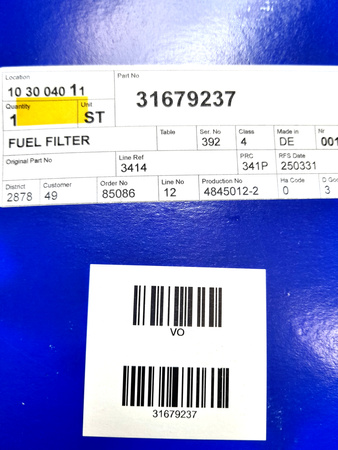 Location
Part No
10 30 040 11
31679237
Quantity Unit
1 ST
FUEL FILTER
Table Ser. No Class Made in Nr
392 4 DE 001
Original Part No Line Ref PRC RFS Date
3414 341P 250331
District Customer Order No Line No Production No Ha Code D.Go
2878 49 85086 12 4845012-2 0 3
VO
31679237